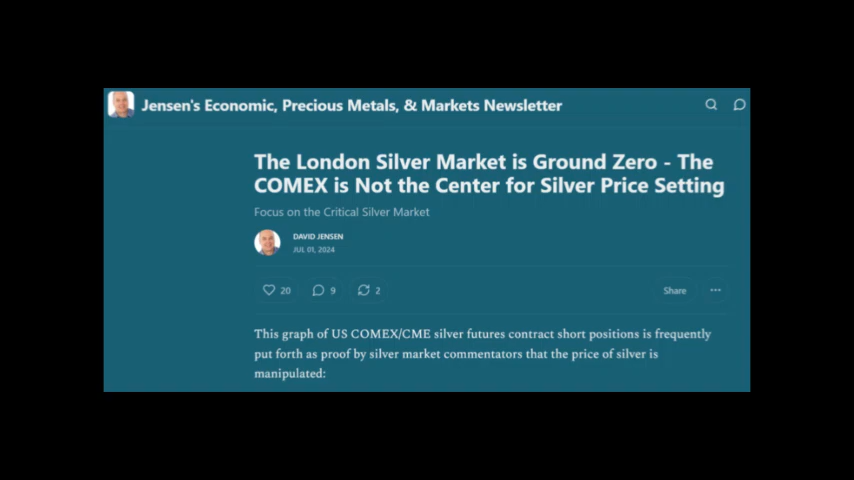 Jensen's Economic, Precious Metals, & Markets Newsletter
The London Silver Market is Ground Zero - The
COMEX is Not the Center for Silver Price Setting
Focus on the Critical Silver Market
DAVID JENSEN
JUL 01, 2024
20 9 2 Share
This graph of US COMEX/CME silver futures contract short positions is frequently
put forth as proof by silver market commentators that the price of silver is
manipulated: